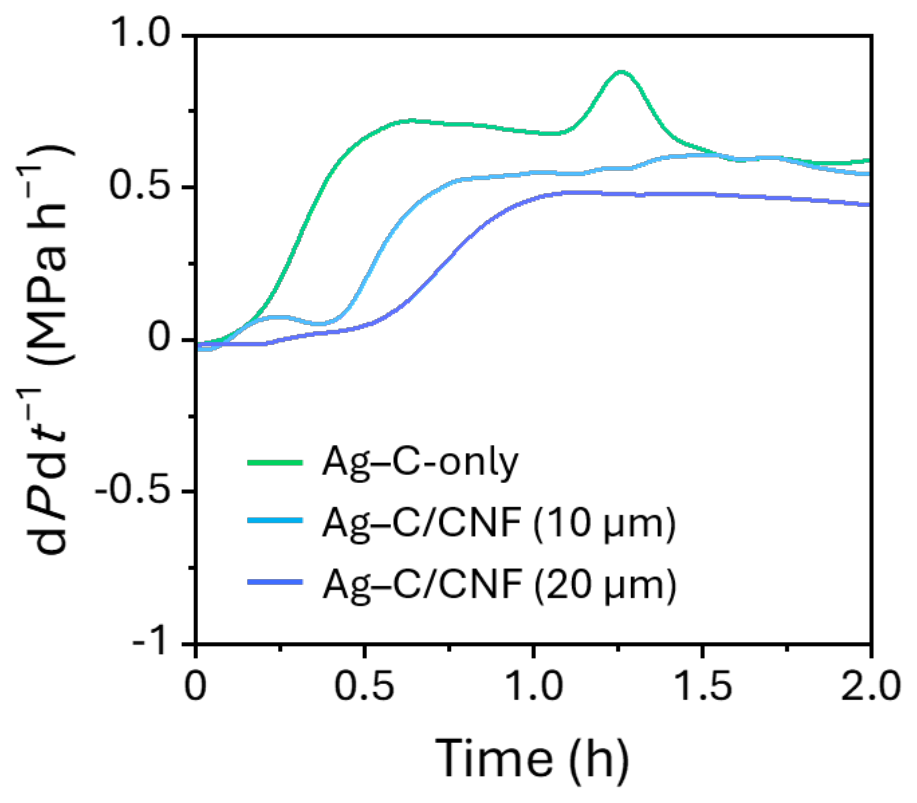 1.0
0.5
0
-0.5
-1
dPdt⁻¹ (MPa h⁻¹)
Ag–C-only
Ag–C/CNF (10 µm)
Ag–C/CNF (20 µm)
0 0.5 1.0 1.5 2.0
Time (h)